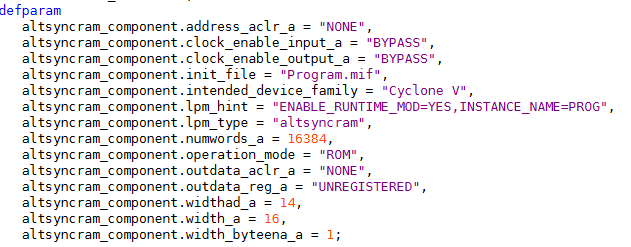 defparam
altsyncram_component.address_aclr_a = "NONE",
altsyncram_component.clock_enable_input_a = "BYPASS",
altsyncram_component.clock_enable_output_a = "BYPASS",
altsyncram_component.init_file = "Program.mif",
altsyncram_component.intended_device_family = "Cyclone V",
altsyncram_component.lpm_hint = "ENABLE_RUNTIME_MOD=YES,INSTANCE_NAME=PROG",
altsyncram_component.lpm_type = "altsyncram",
altsyncram_component.numwords_a = 16384,
altsyncram_component.operation_mode = "ROM",
altsyncram_component.outdata_aclr_a = "NONE",
altsyncram_component.outdata_reg_a = "UNREGISTERED",
altsyncram_component.widthad_a = 14,
altsyncram_component.width_a = 16,
altsyncram_component.width_byteena_a = 1;